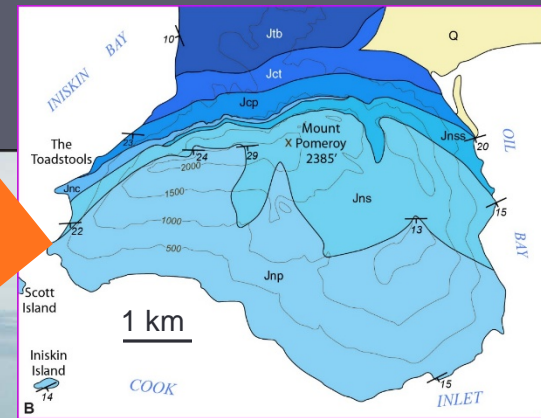 Jtb
Q
10
INISKIN BAY
Jct
Jcp
The
Toadstools
23
Mount
X Pomeroy
2385'
Jnss
20
OIL
BAY
24
29
2000
Jnc
1500
Jns
15
22
1000
13
500
Jnp
Scott
Island
1 km
Iniskin
Island
14
COOK
15
INLET
B